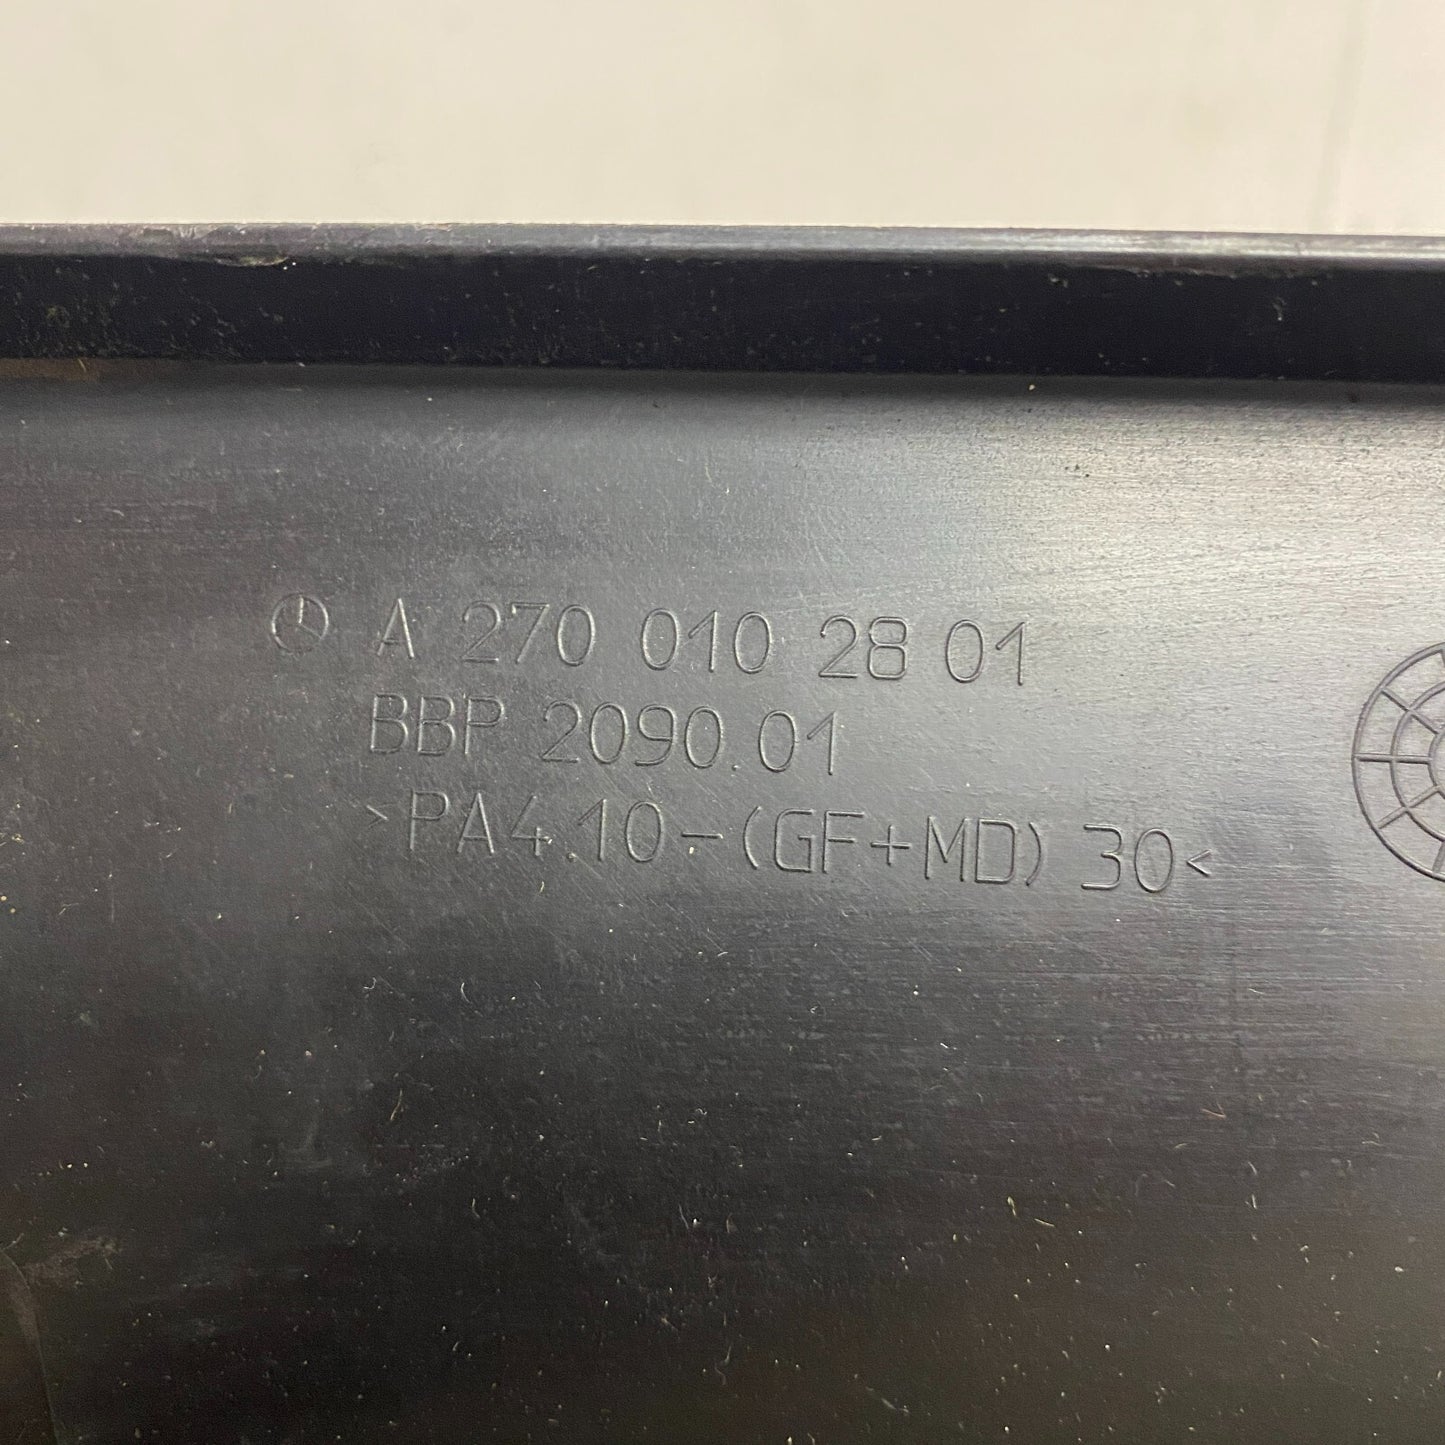 A 270 010 28 01
BBP 2090.01
>PA4.10-(GF+MD) 30<